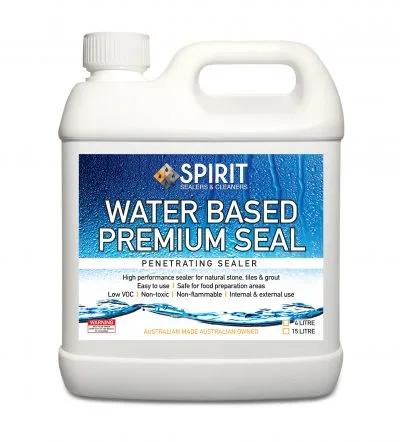 SPIRIT
SEALERS & CLEANERS
WATER BASED
PREMIUM SEAL
PENETRATING SEALER
High performance sealer for natural stone, tiles & grout
Easy to use | Safe for food preparation areas
Low VOC | Non-toxic | Non-flammable | Internal & external use
WARNING
4 LITRE
15 LITRE
AUSTRALIAN MADE AUSTRALIAN OWNED